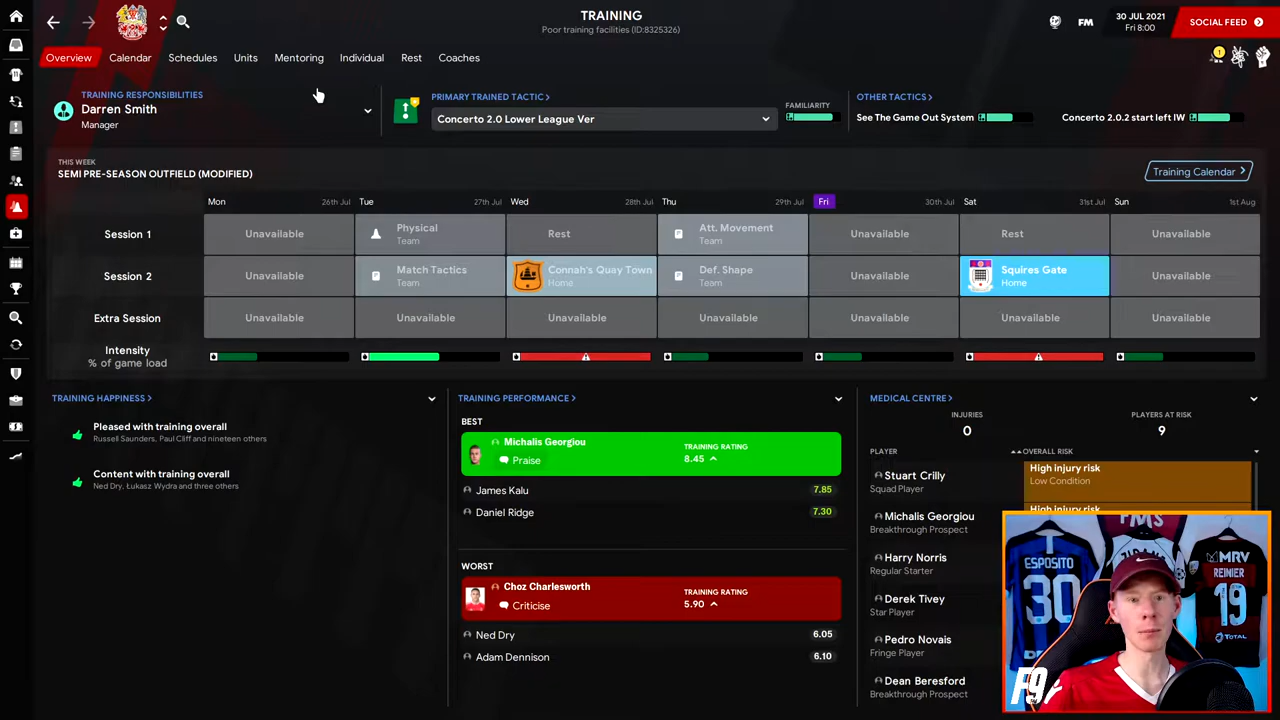 TRAINING
Poor training facilities (ID:8325326)
FM
30 JUL 2021
Fri 8:00
SOCIAL FEED
1
Overview
Calendar
Schedules
Units
Mentoring
Individual
Rest
Coaches
TRAINING RESPONSIBILITIES
Darren Smith
Manager
PRIMARY TRAINED TACTIC
Concerto 2.0 Lower League Ver
FAMILIARITY
OTHER TACTICS
See The Game Out System
Concerto 2.0.2 start left IW
THIS WEEK
SEMI PRE-SEASON OUTFIELD (MODIFIED)
Training Calendar
Mon 26th Jul
Tue 27th Jul
Wed 28th Jul
Thu 29th Jul
Fri 30th Jul
Sat 31st Jul
Sun 1st Aug
Session 1
Unavailable
Physical
Team
Rest
Att. Movement
Team
Unavailable
Rest
Unavailable
Session 2
Unavailable
Match Tactics
Team
Connah's Quay Town
Home
Def. Shape
Team
Unavailable
Squires Gate
Home
Unavailable
Extra Session
Unavailable
Unavailable
Unavailable
Unavailable
Unavailable
Unavailable
Unavailable
Intensity
% of game load
TRAINING HAPPINESS
Pleased with training overall
Russell Saunders, Paul Cliff and nineteen others
Content with training overall
Ned Dry, Łukasz Wydra and three others
TRAINING PERFORMANCE
BEST
Michalis Georgiou
Praise
TRAINING RATING
8.45
James Kalu 7.85
Daniel Ridge 7.30
WORST
Choz Charlesworth
Criticise
TRAINING RATING
5.90
Ned Dry 6.05
Adam Dennison 6.10
MEDICAL CENTRE
INJURIES
0
PLAYERS AT RISK
9
PLAYER
OVERALL RISK
Stuart Crilly
Squad Player
High injury risk
Low Condition
Michalis Georgiou
Breakthrough Prospect
High injury risk
Harry Norris
Regular Starter
Derek Tivey
Star Player
Pedro Novais
Fringe Player
Dean Beresford
Breakthrough Prospect
ESPOSITO
30
FMS
MRV
REINIER
19
TOTAL
F9